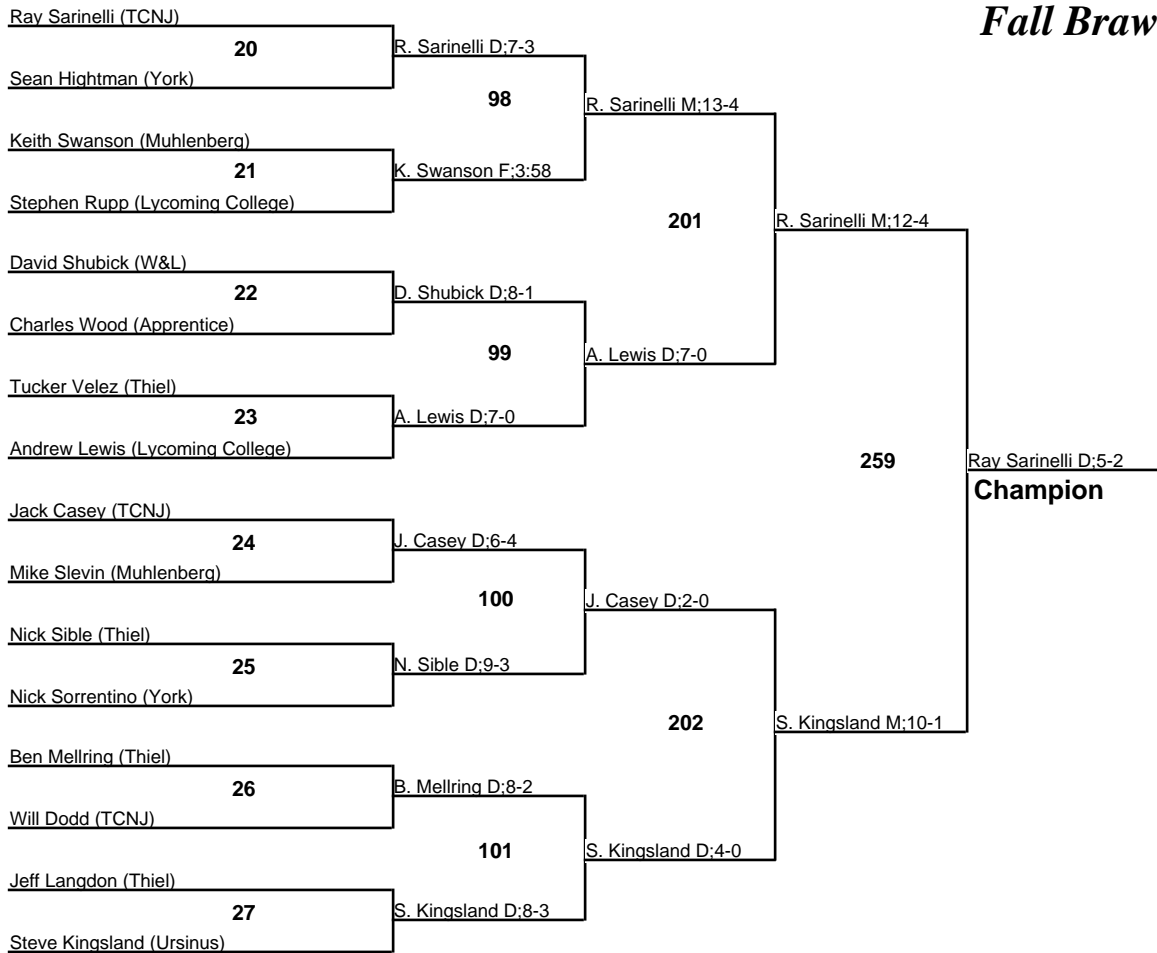 Fall Braw
Ray Sarinelli (TCNJ)
20
Sean Hightman (York)
R. Sarinelli D;7-3
98
Keith Swanson (Muhlenberg)
21
Stephen Rupp (Lycoming College)
K. Swanson F;3:58
R. Sarinelli M;13-4
201
David Shubick (W&L)
22
Charles Wood (Apprentice)
D. Shubick D;8-1
99
Tucker Velez (Thiel)
23
Andrew Lewis (Lycoming College)
A. Lewis D;7-0
A. Lewis D;7-0
R. Sarinelli M;12-4
259
Jack Casey (TCNJ)
24
Mike Slevin (Muhlenberg)
J. Casey D;6-4
100
Nick Sible (Thiel)
25
Nick Sorrentino (York)
N. Sible D;9-3
J. Casey D;2-0
202
Ben Mellring (Thiel)
26
Will Dodd (TCNJ)
B. Mellring D;8-2
101
Jeff Langdon (Thiel)
27
Steve Kingsland (Ursinus)
S. Kingsland D;8-3
S. Kingsland D;4-0
S. Kingsland M;10-1
Ray Sarinelli D;5-2
Champion